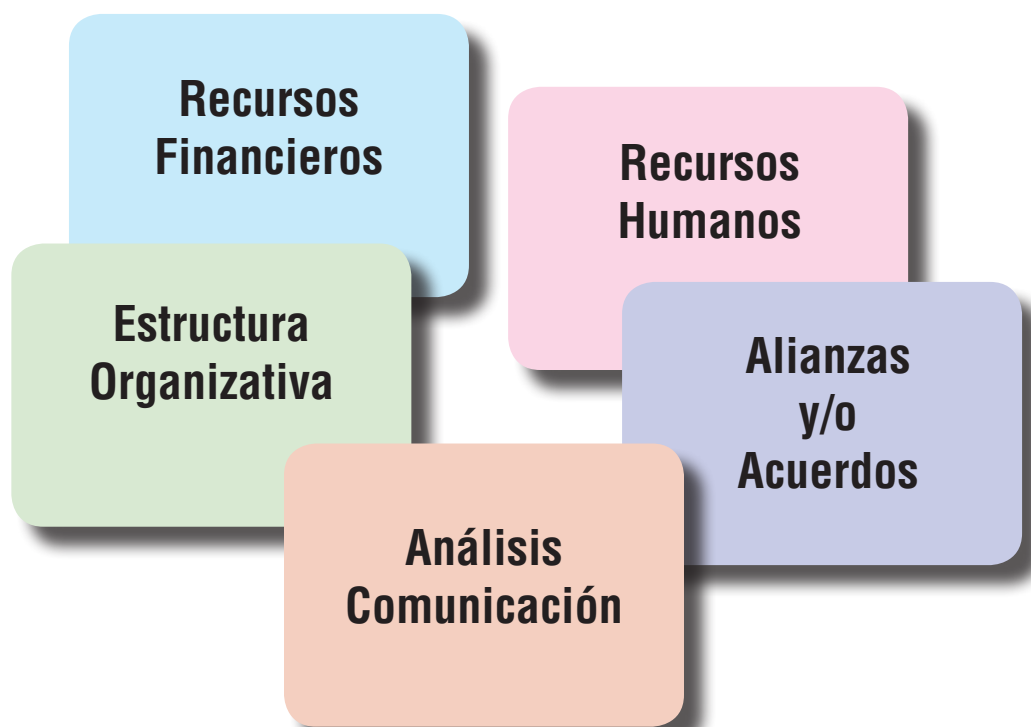 Recursos
Financieros
Recursos
Humanos
Estructura
Organizativa
Alianzas
y/o
Acuerdos
Análisis
Comunicación